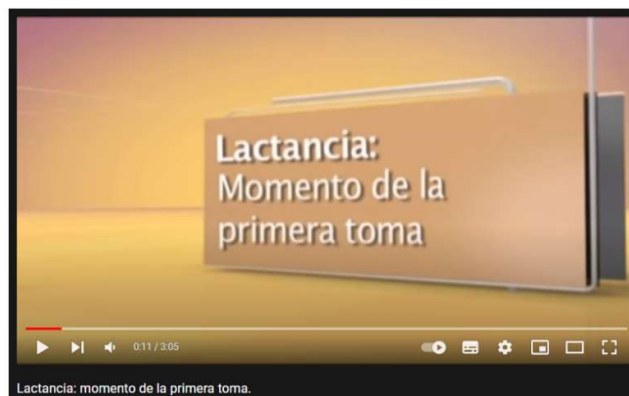 Lactancia:
Momento de la
primera toma
0:11 / 3:05
Lactancia: momento de la primera toma.